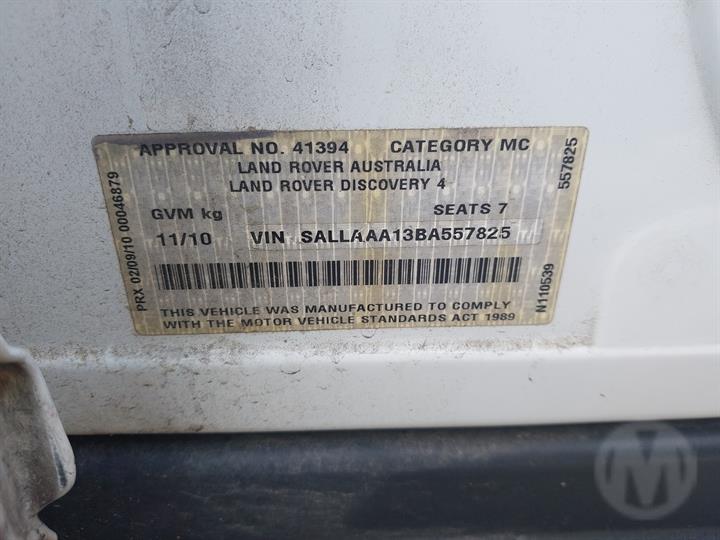 APPROVAL NO. 41394 CATEGORY MC
LAND ROVER AUSTRALIA
LAND ROVER DISCOVERY 4
GVM kg SEATS 7
11/10 VIN SALLAAA13BA557825
THIS VEHICLE WAS MANUFACTURED TO COMPLY
WITH THE MOTOR VEHICLE STANDARDS ACT 1989
PRX 02/09/10 00046879
557825
N110539
M